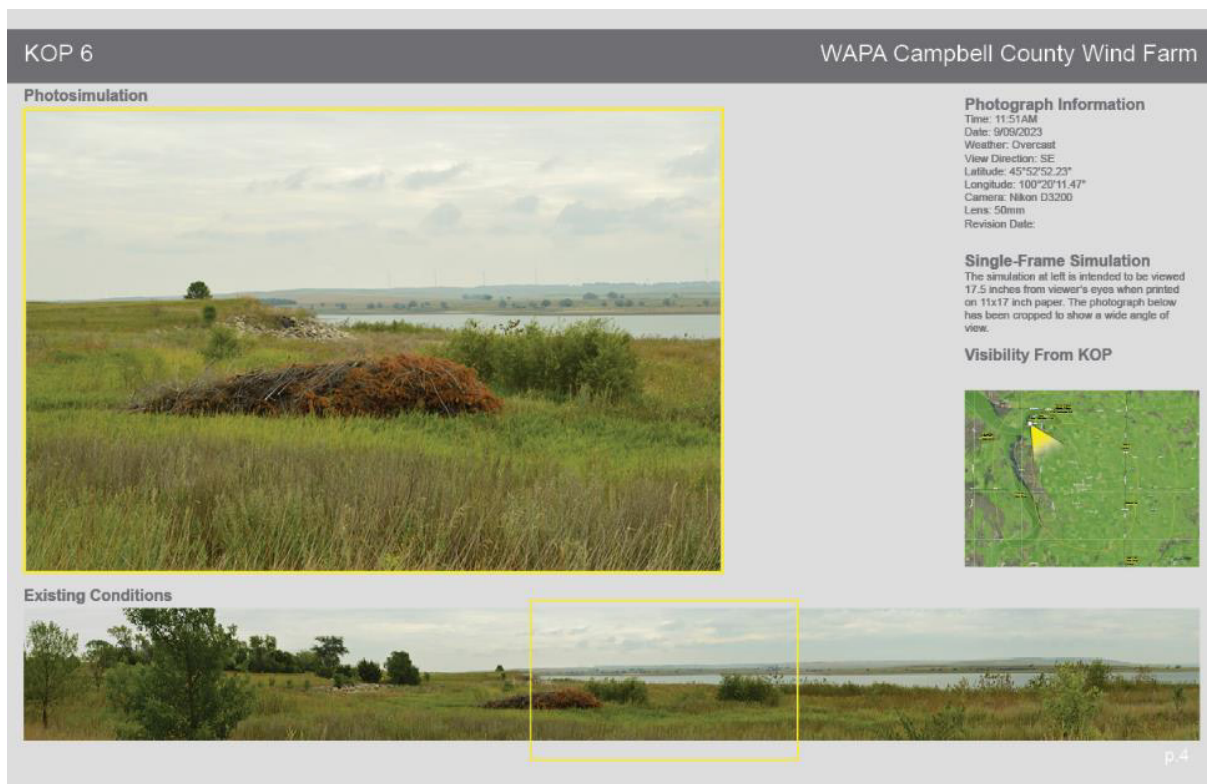 KOP 6
WAPA Campbell County Wind Farm
Photosimulation
Photograph Information
Time: 11:51AM
Date: 9/09/2023
Weather: Overcast
View Direction: SE
Latitude: 45°52'52.23"
Longitude: 100°20'11.47"
Camera: Nikon D3200
Lens: 50mm
Revision Date:
Single-Frame Simulation
The simulation at left is intended to be viewed
17.5 inches from viewer's eyes when printed
on 11x17 inch paper. The photograph below
has been cropped to show a wide angle of
view.
Visibility From KOP
Existing Conditions
p.4